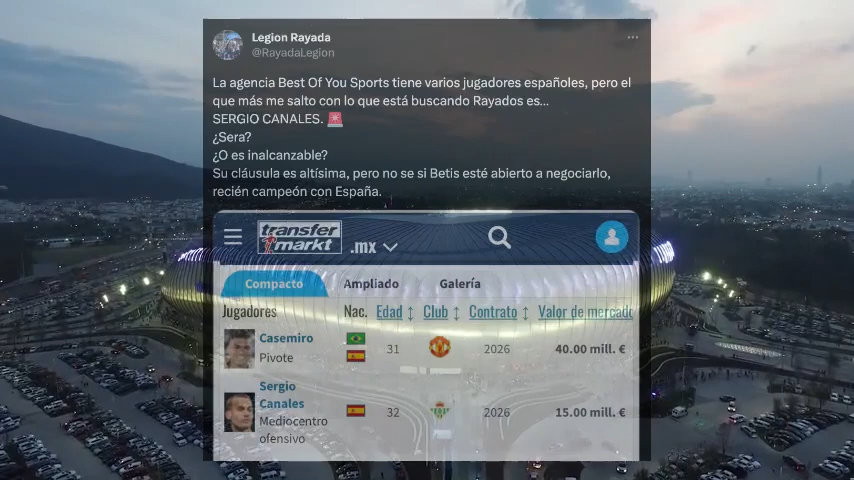 Legion Rayada
@RayadaLegion
La agencia Best Of You Sports tiene varios jugadores españoles, pero el
que más me salto con lo que está buscando Rayados es...
SERGIO CANALES. 🚨
¿Sera?
¿O es inalcanzable?
Su cláusula es altísima, pero no se si Betis esté abierto a negociarlo,
recién campeón con España.
transfer
markt .mx
Compacto Ampliado Galería
Jugadores Nac. Edad Club Contrato Valor de mercado
Casemiro
Pivote 31 2026 40.00 mill. €
Sergio
Canales
Mediocentro
ofensivo 32 2026 15.00 mill. €